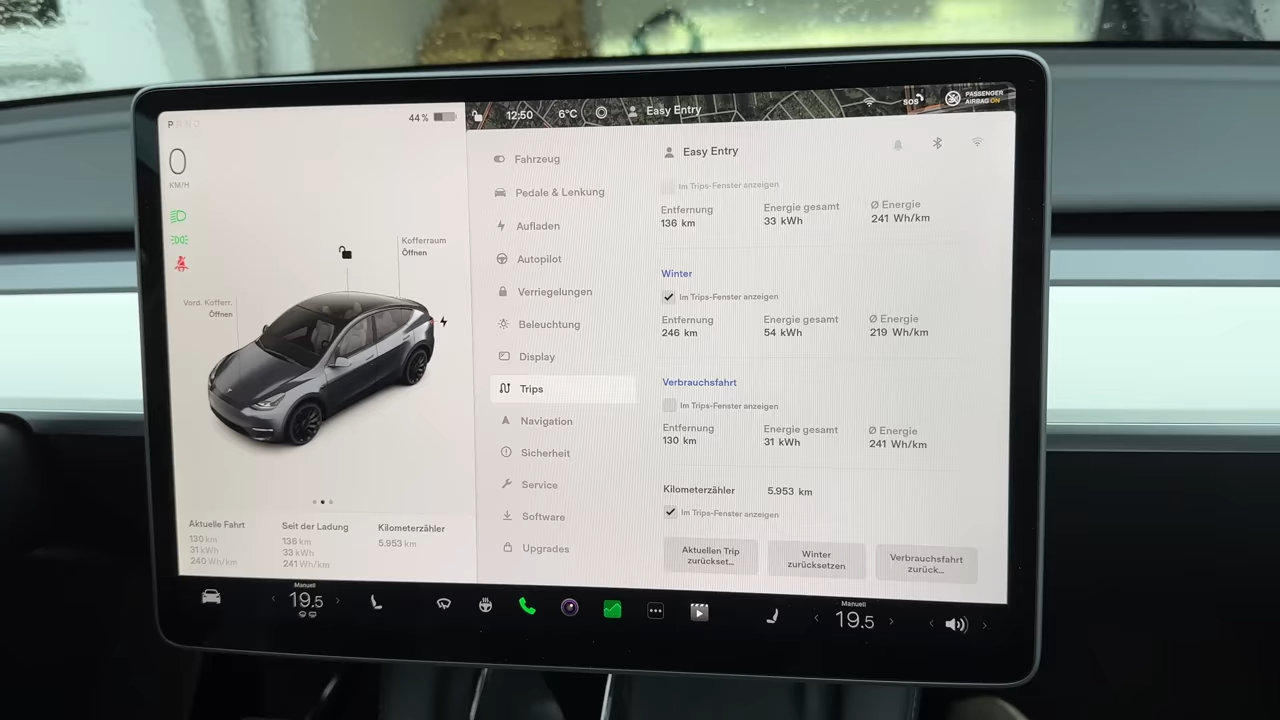 PRND
44 %
0
KM/H
Kofferraum
Öffnen
Vord. Kofferr.
Öffnen
Aktuelle Fahrt
130 km
31 kWh
240 Wh/km
Seit der Ladung
136 km
33 kWh
241 Wh/km
Kilometerzähler
5.953 km
12:50
6°C
Easy Entry
SOS
PASSENGER
AIRBAG ON
Fahrzeug
Pedale & Lenkung
Aufladen
Autopilot
Verriegelungen
Beleuchtung
Display
Trips
Navigation
Sicherheit
Service
Software
Upgrades
Easy Entry
Im Trips-Fenster anzeigen
Entfernung
136 km
Energie gesamt
33 kWh
Ø Energie
241 Wh/km
Winter
Im Trips-Fenster anzeigen
Entfernung
246 km
Energie gesamt
54 kWh
Ø Energie
219 Wh/km
Verbrauchsfahrt
Im Trips-Fenster anzeigen
Entfernung
130 km
Energie gesamt
31 kWh
Ø Energie
241 Wh/km
Kilometerzähler 5.953 km
Im Trips-Fenster anzeigen
Aktuellen Trip
zurückset...
Winter
zurücksetzen
Verbrauchsfahrt
zurück...
Manuell
19.5
Manuell
19.5